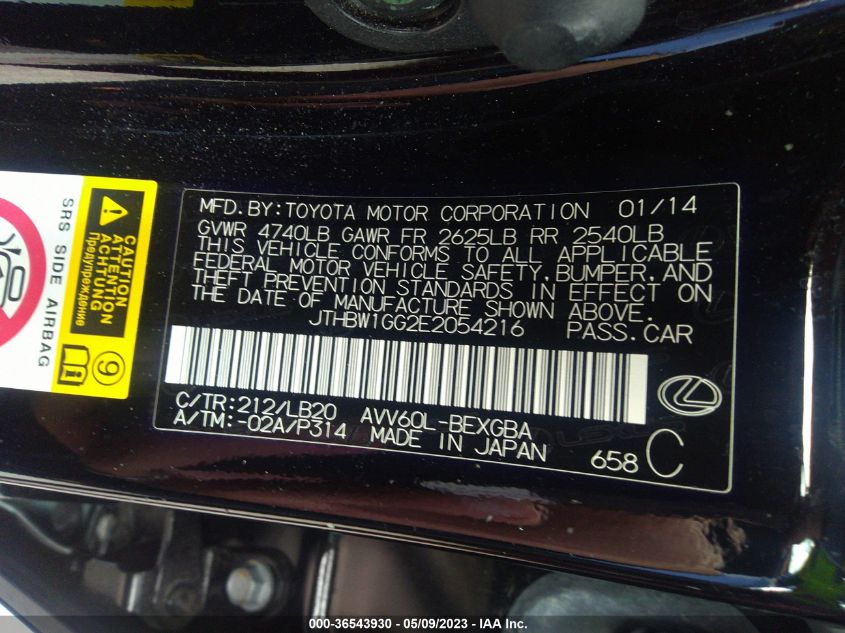 SRS SIDE AIRBAG
CAUTION
ATTENTION
ACHTUNG
Предупреждение
9
MFD.BY:TOYOTA MOTOR CORPORATION 01/14
GVWR 4740LB GAWR FR 2625LB RR 2540LB
THIS VEHICLE CONFORMS TO ALL APPLICABLE
FEDERAL MOTOR VEHICLE SAFETY, BUMPER, AND
THEFT PREVENTION STANDARDS IN EFFECT ON
THE DATE OF MANUFACTURE SHOWN ABOVE.
JTHBW1GG2E2054216 PASS.CAR
C/TR:212/LB20 AVV60L-BEXGBA
A/TM:-02A/P314 MADE IN JAPAN 658 C
000-36543930 - 05/09/2023 - IAA Inc.